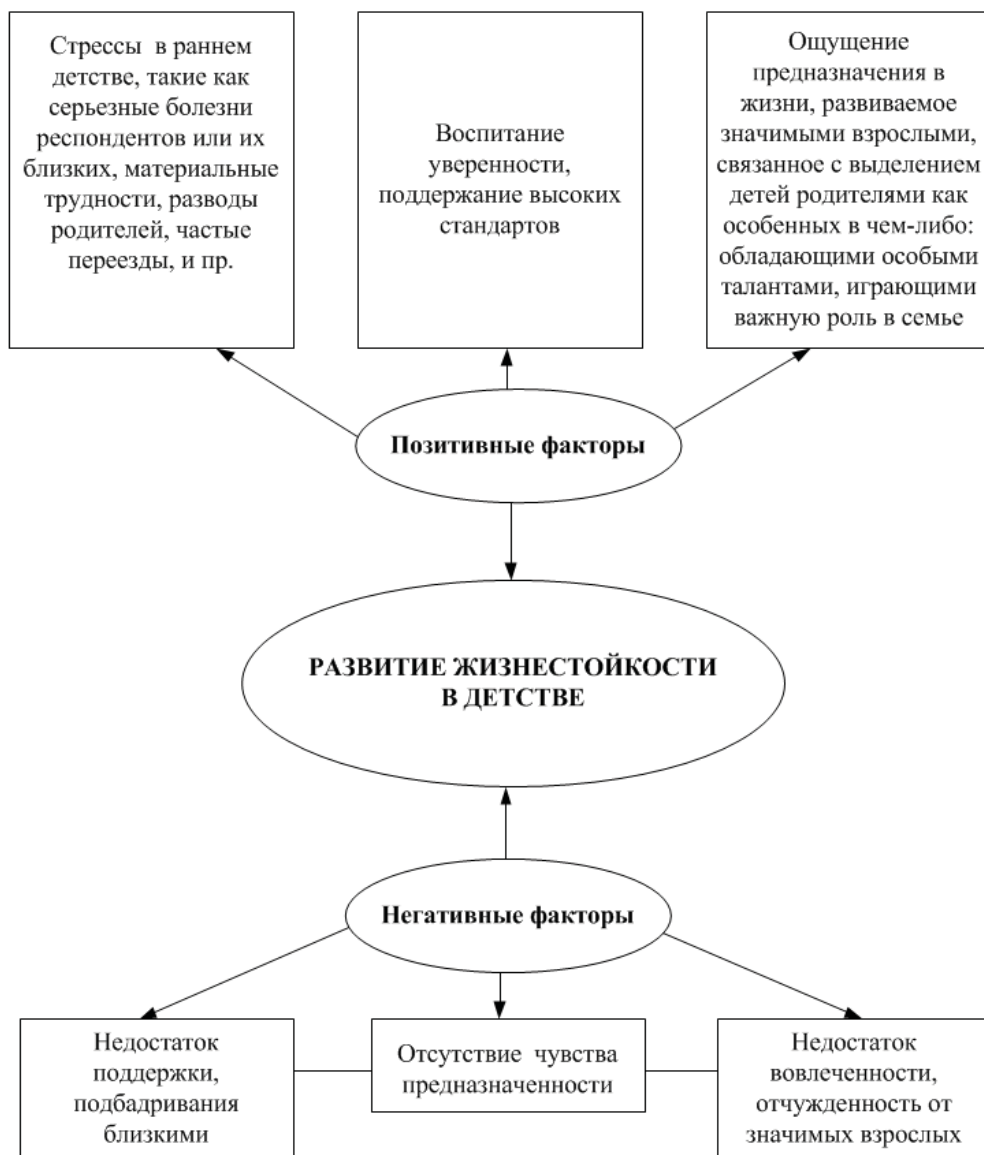 Стрессы в раннем
детстве, такие как
серьезные болезни
респондентов или их
близких, материальные
трудности, разводы
родителей, частые
переезды, и пр.
Воспитание
уверенности,
поддержание высоких
стандартов
Ощущение
предназначения в
жизни, развиваемое
значимыми взрослыми,
связанное с выделением
детей родителями как
особенных в чем-либо:
обладающими особыми
талантами, играющими
важную роль в семье
Позитивные факторы
РАЗВИТИЕ ЖИЗНЕСТОЙКОСТИ
В ДЕТСТВЕ
Негативные факторы
Недостаток
поддержки,
подбадривания
близкими
Отсутствие чувства
предназначенности
Недостаток
вовлеченности,
отчужденность от
значимых взрослых